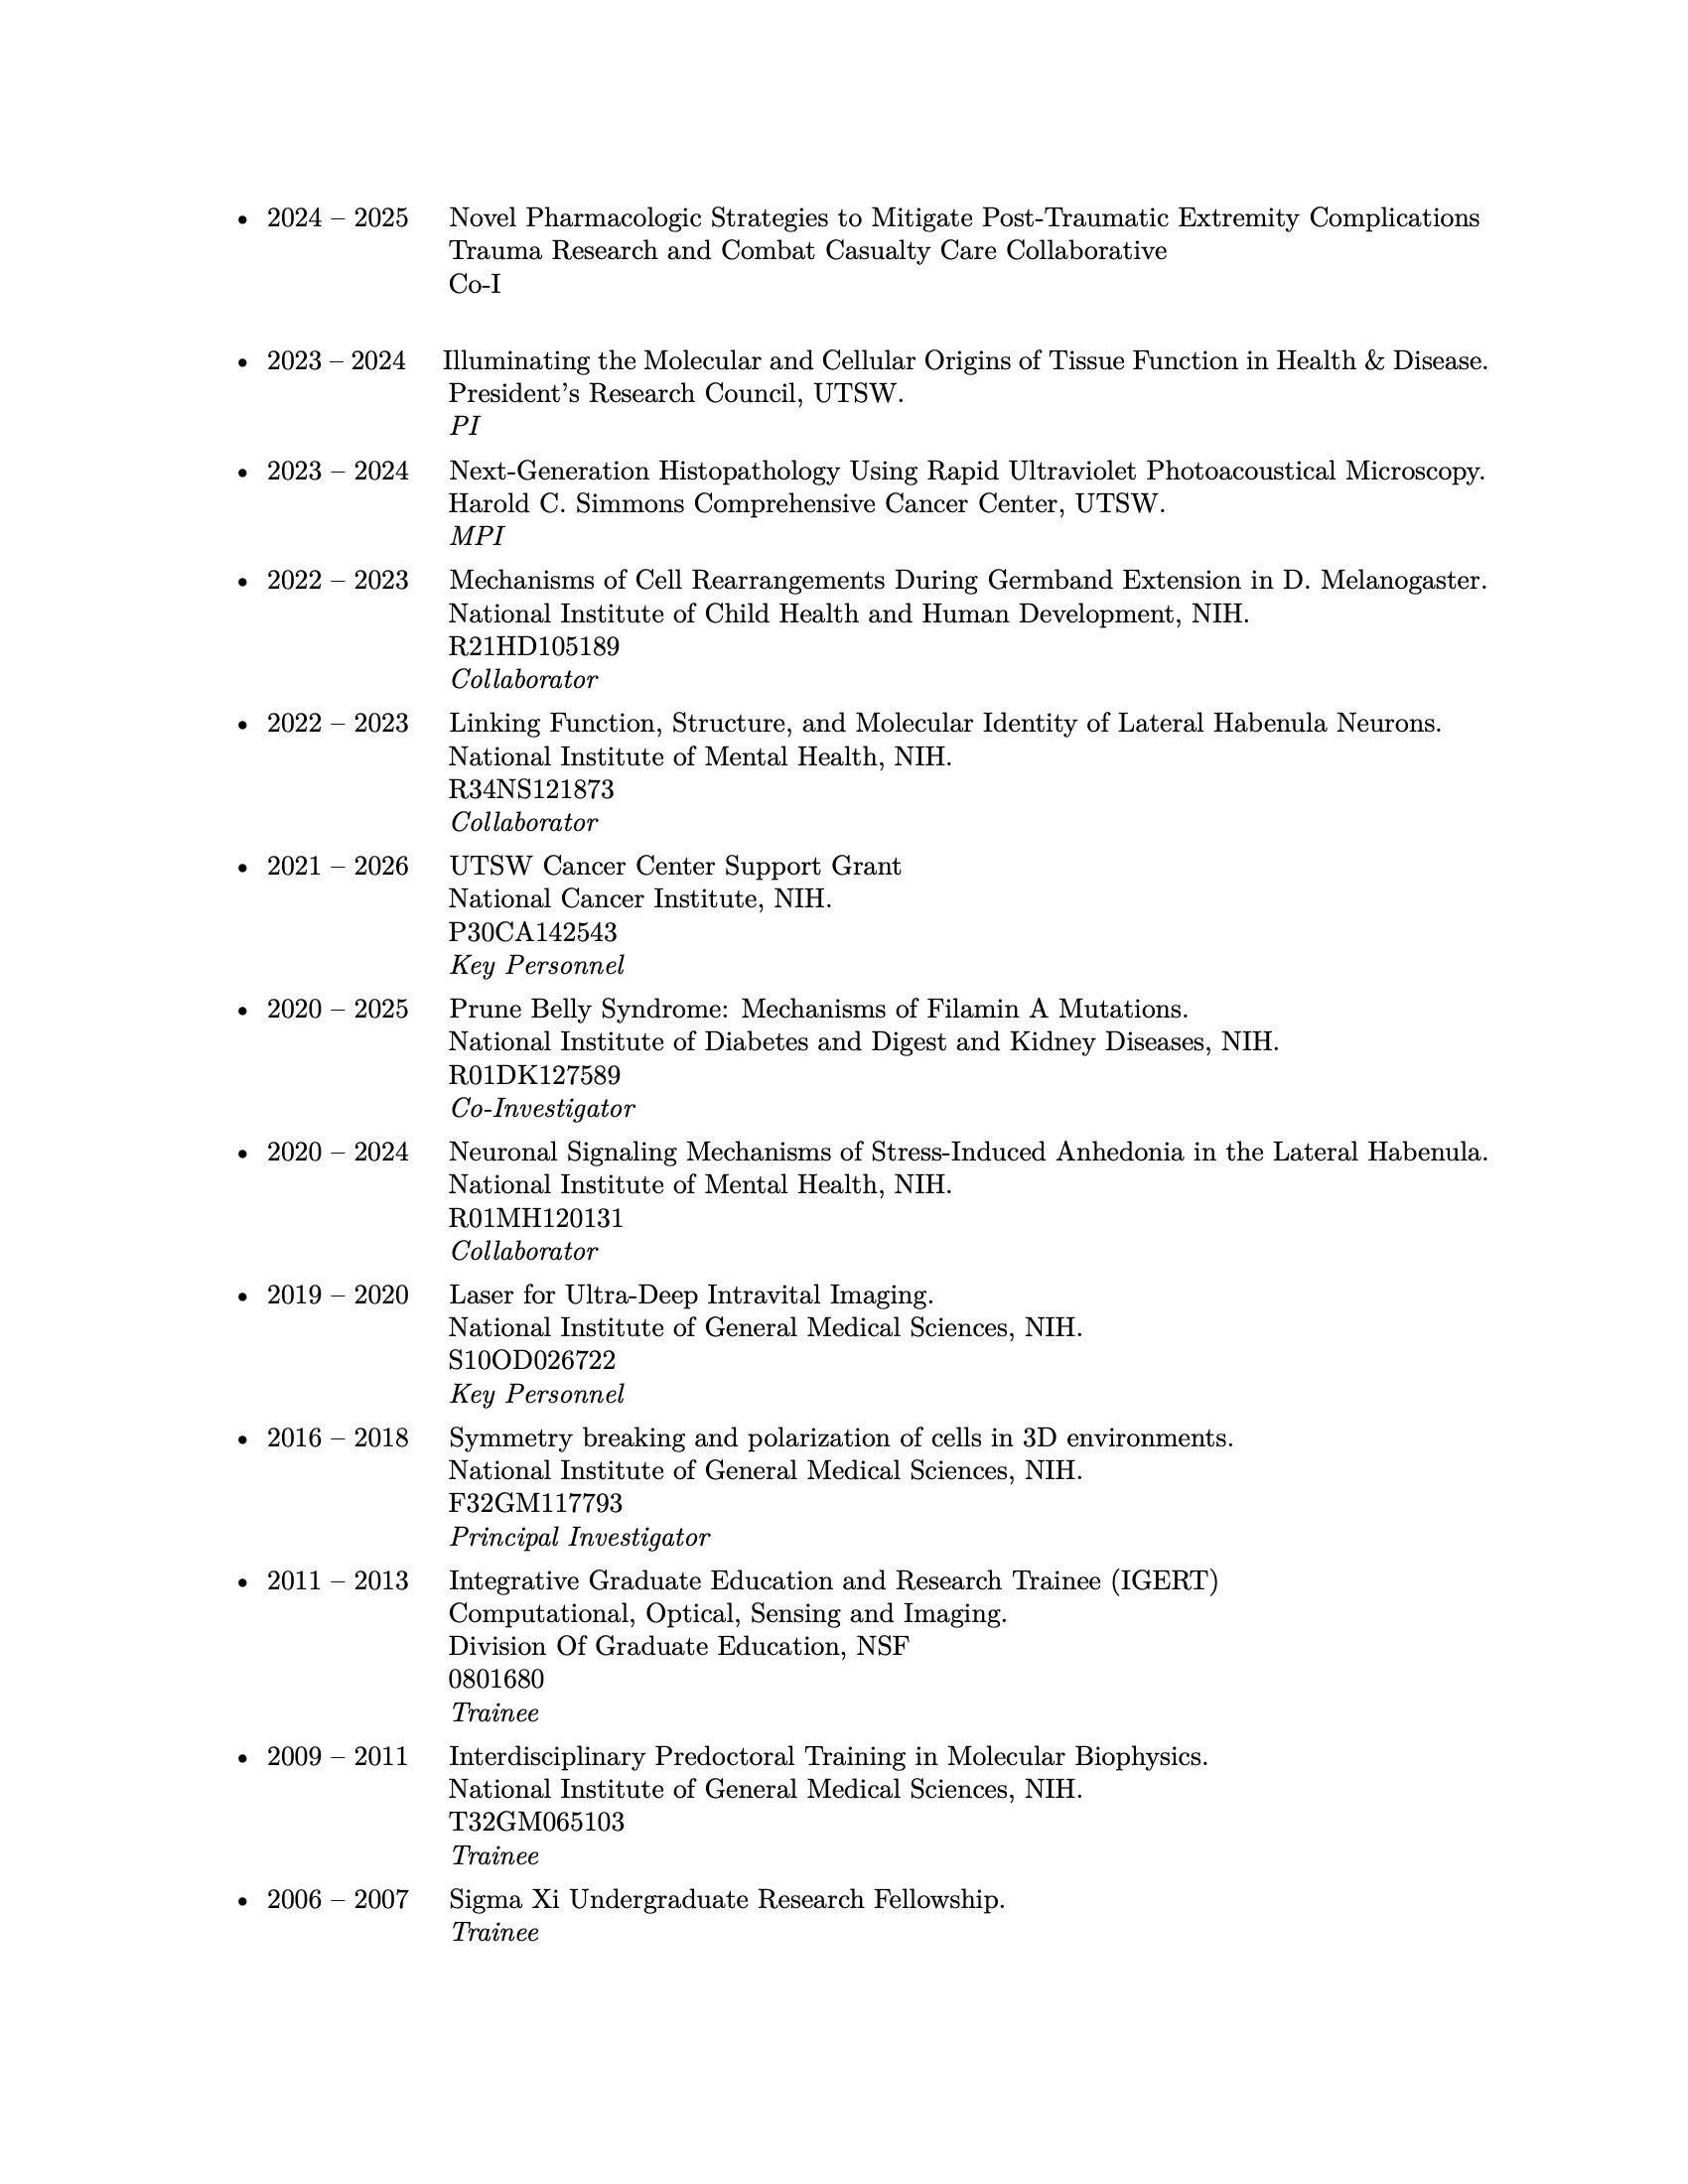 • 2024 – 2025 Novel Pharmacologic Strategies to Mitigate Post-Traumatic Extremity Complications
Trauma Research and Combat Casualty Care Collaborative
Co-I
• 2023 – 2024 Illuminating the Molecular and Cellular Origins of Tissue Function in Health & Disease.
President's Research Council, UTSW.
PI
• 2023 – 2024 Next-Generation Histopathology Using Rapid Ultraviolet Photoacoustical Microscopy.
Harold C. Simmons Comprehensive Cancer Center, UTSW.
MPI
• 2022 – 2023 Mechanisms of Cell Rearrangements During Germband Extension in D. Melanogaster.
National Institute of Child Health and Human Development, NIH.
R21HD105189
Collaborator
• 2022 – 2023 Linking Function, Structure, and Molecular Identity of Lateral Habenula Neurons.
National Institute of Mental Health, NIH.
R34NS121873
Collaborator
• 2021 – 2026 UTSW Cancer Center Support Grant
National Cancer Institute, NIH.
P30CA142543
Key Personnel
• 2020 – 2025 Prune Belly Syndrome: Mechanisms of Filamin A Mutations.
National Institute of Diabetes and Digest and Kidney Diseases, NIH.
R01DK127589
Co-Investigator
• 2020 – 2024 Neuronal Signaling Mechanisms of Stress-Induced Anhedonia in the Lateral Habenula.
National Institute of Mental Health, NIH.
R01MH120131
Collaborator
• 2019 – 2020 Laser for Ultra-Deep Intravital Imaging.
National Institute of General Medical Sciences, NIH.
S10OD026722
Key Personnel
• 2016 – 2018 Symmetry breaking and polarization of cells in 3D environments.
National Institute of General Medical Sciences, NIH.
F32GM117793
Principal Investigator
• 2011 – 2013 Integrative Graduate Education and Research Trainee (IGERT)
Computational, Optical, Sensing and Imaging.
Division Of Graduate Education, NSF
0801680
Trainee
• 2009 – 2011 Interdisciplinary Predoctoral Training in Molecular Biophysics.
National Institute of General Medical Sciences, NIH.
T32GM065103
Trainee
• 2006 – 2007 Sigma Xi Undergraduate Research Fellowship.
Trainee